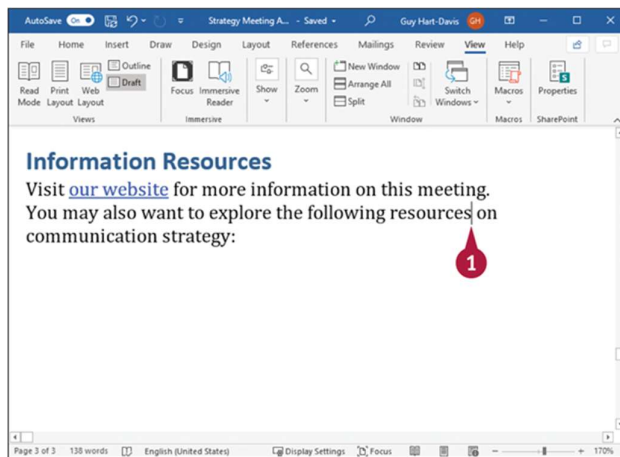 AutoSave On Strategy Meeting A... - Saved Guy Hart-Davis GH
File Home Insert Draw Design Layout References Mailings Review View Help
Read Mode
Print Layout
Web Layout
Outline
Draft
Views
Focus
Immersive Reader
Immersive
Show
Zoom
New Window
Arrange All
Split
Switch Windows
Window
Macros
Macros
Properties
SharePoint
Information Resources
Visit our website for more information on this meeting.
You may also want to explore the following resources on
communication strategy:
1
Page 3 of 3 138 words English (United States) Display Settings Focus 170%